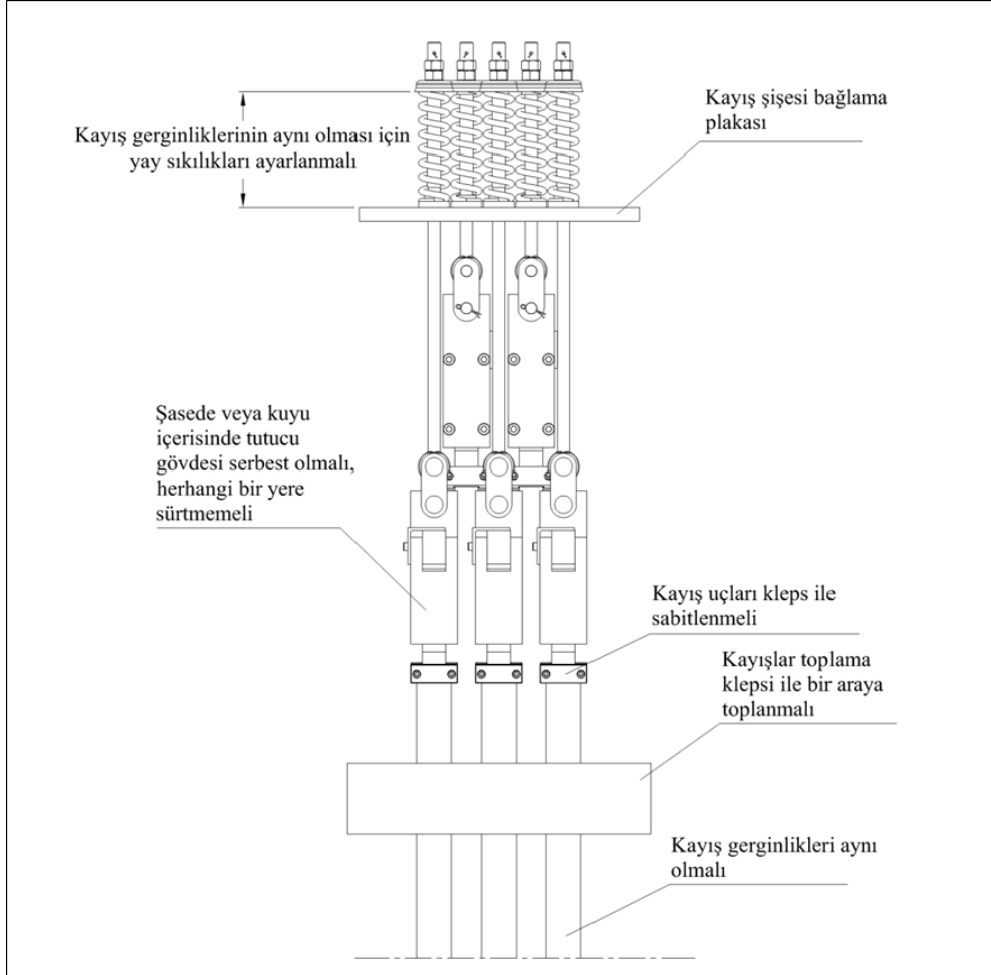 Kayış şişesi bağlama
plakası
Kayış gerginliklerinin aynı olması için
yay sıkılıkları ayarlanmalı
Şasede veya kuyu
içerisinde tutucu
gövdesi serbest olmalı,
herhangi bir yere
sürtmemeli
Kayış uçları kleps ile
sabitlenmeli
Kayışlar toplama
klepsi ile bir araya
toplanmalı
Kayış gerginlikleri aynı
olmalı